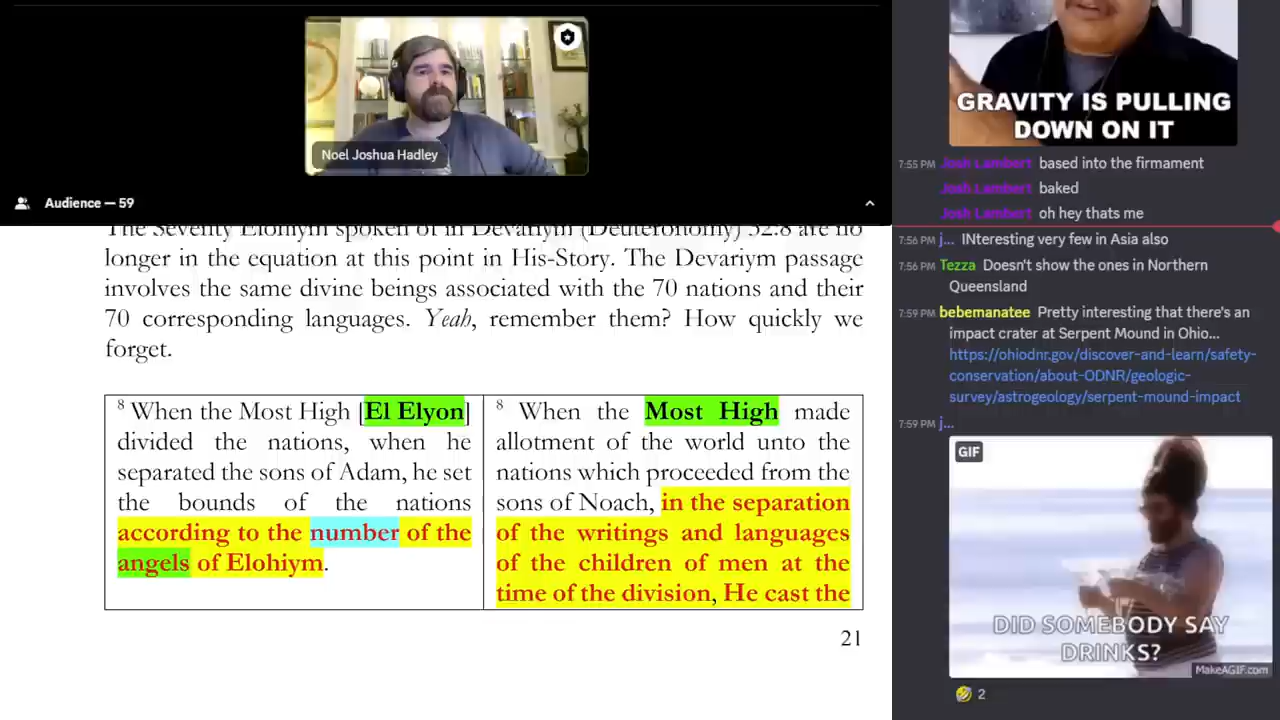 Noel Joshua Hadley
Audience — 59
The Seventy Elohiym spoken of in Devariym (Deuteronomy) 32:8 are no
longer in the equation at this point in His-Story. The Devariym passage
involves the same divine beings associated with the 70 nations and their
70 corresponding languages. Yeah, remember them? How quickly we
forget.
8 When the Most High [El Elyon]
divided the nations, when he
separated the sons of Adam, he set
the bounds of the nations
according to the number of the
angels of Elohiym.
8 When the Most High made
allotment of the world unto the
nations which proceeded from the
sons of Noach, in the separation
of the writings and languages
of the children of men at the
time of the division, He cast the
21
GRAVITY IS PULLING
DOWN ON IT
7:55 PM Josh Lambert based into the firmament
Josh Lambert baked
Josh Lambert oh hey thats me
7:56 PM j... INteresting very few in Asia also
7:56 PM Tezza Doesn't show the ones in Northern
Queensland
7:59 PM bebemanatee Pretty interesting that there's an
impact crater at Serpent Mound in Ohio...
https://ohiodnr.gov/discover-and-learn/safety-
conservation/about-ODNR/geologic-
survey/astrogeology/serpent-mound-impact
7:59 PM j...
GIF
DID SOMEBODY SAY
DRINKS?
MakeAGIF.com
2